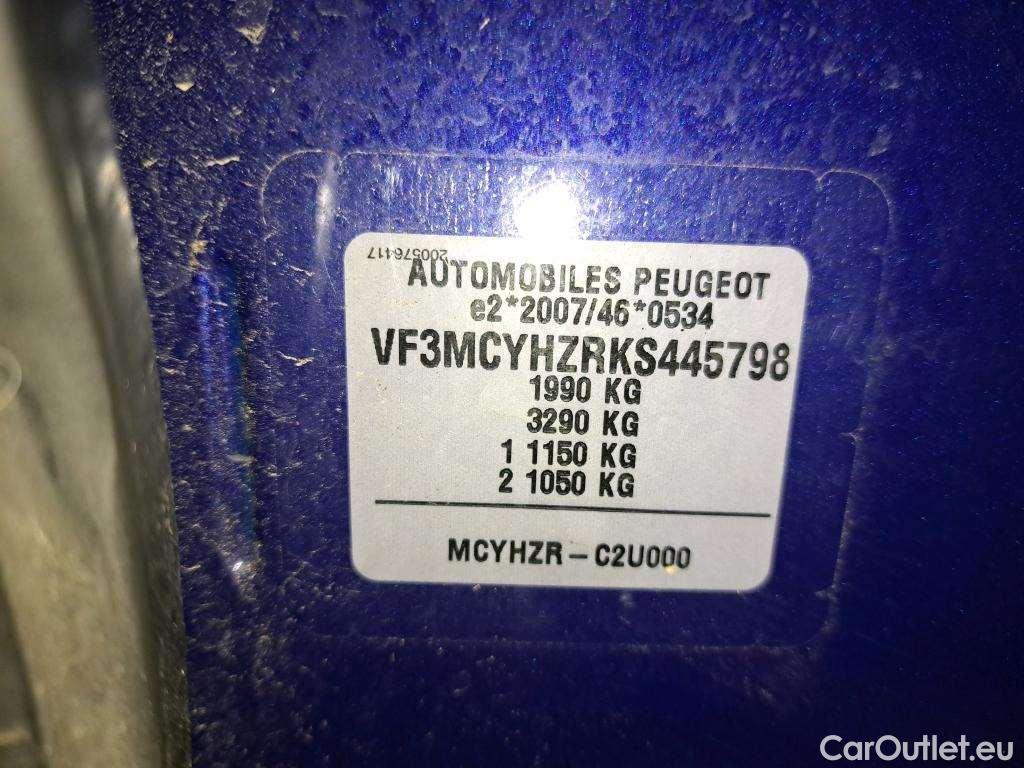 200576417
AUTOMOBILES PEUGEOT
e2*2007/46*0534
VF3MCYHZRKS445798
1990 KG
3290 KG
1 1150 KG
2 1050 KG
MCYHZR – C2U000
CarOutlet.eu